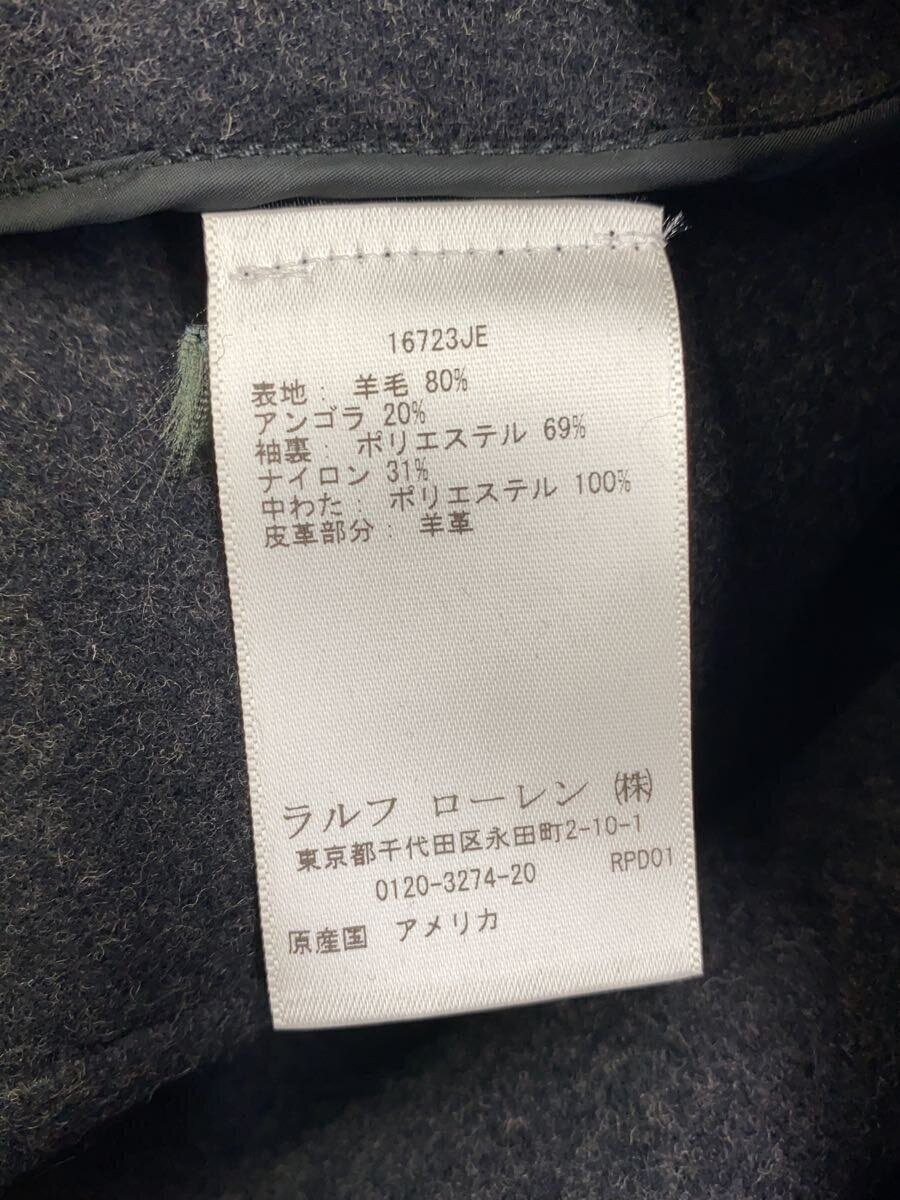 16723JE
表地： 羊毛 80%
アンゴラ 20%
袖裏： ポリエステル 69%
ナイロン 31%
中わた： ポリエステル 100%
皮革部分： 羊革
ラルフ ローレン ㈱
東京都千代田区永田町2-10-1
0120-3274-20 RPD01
原産国 アメリカ